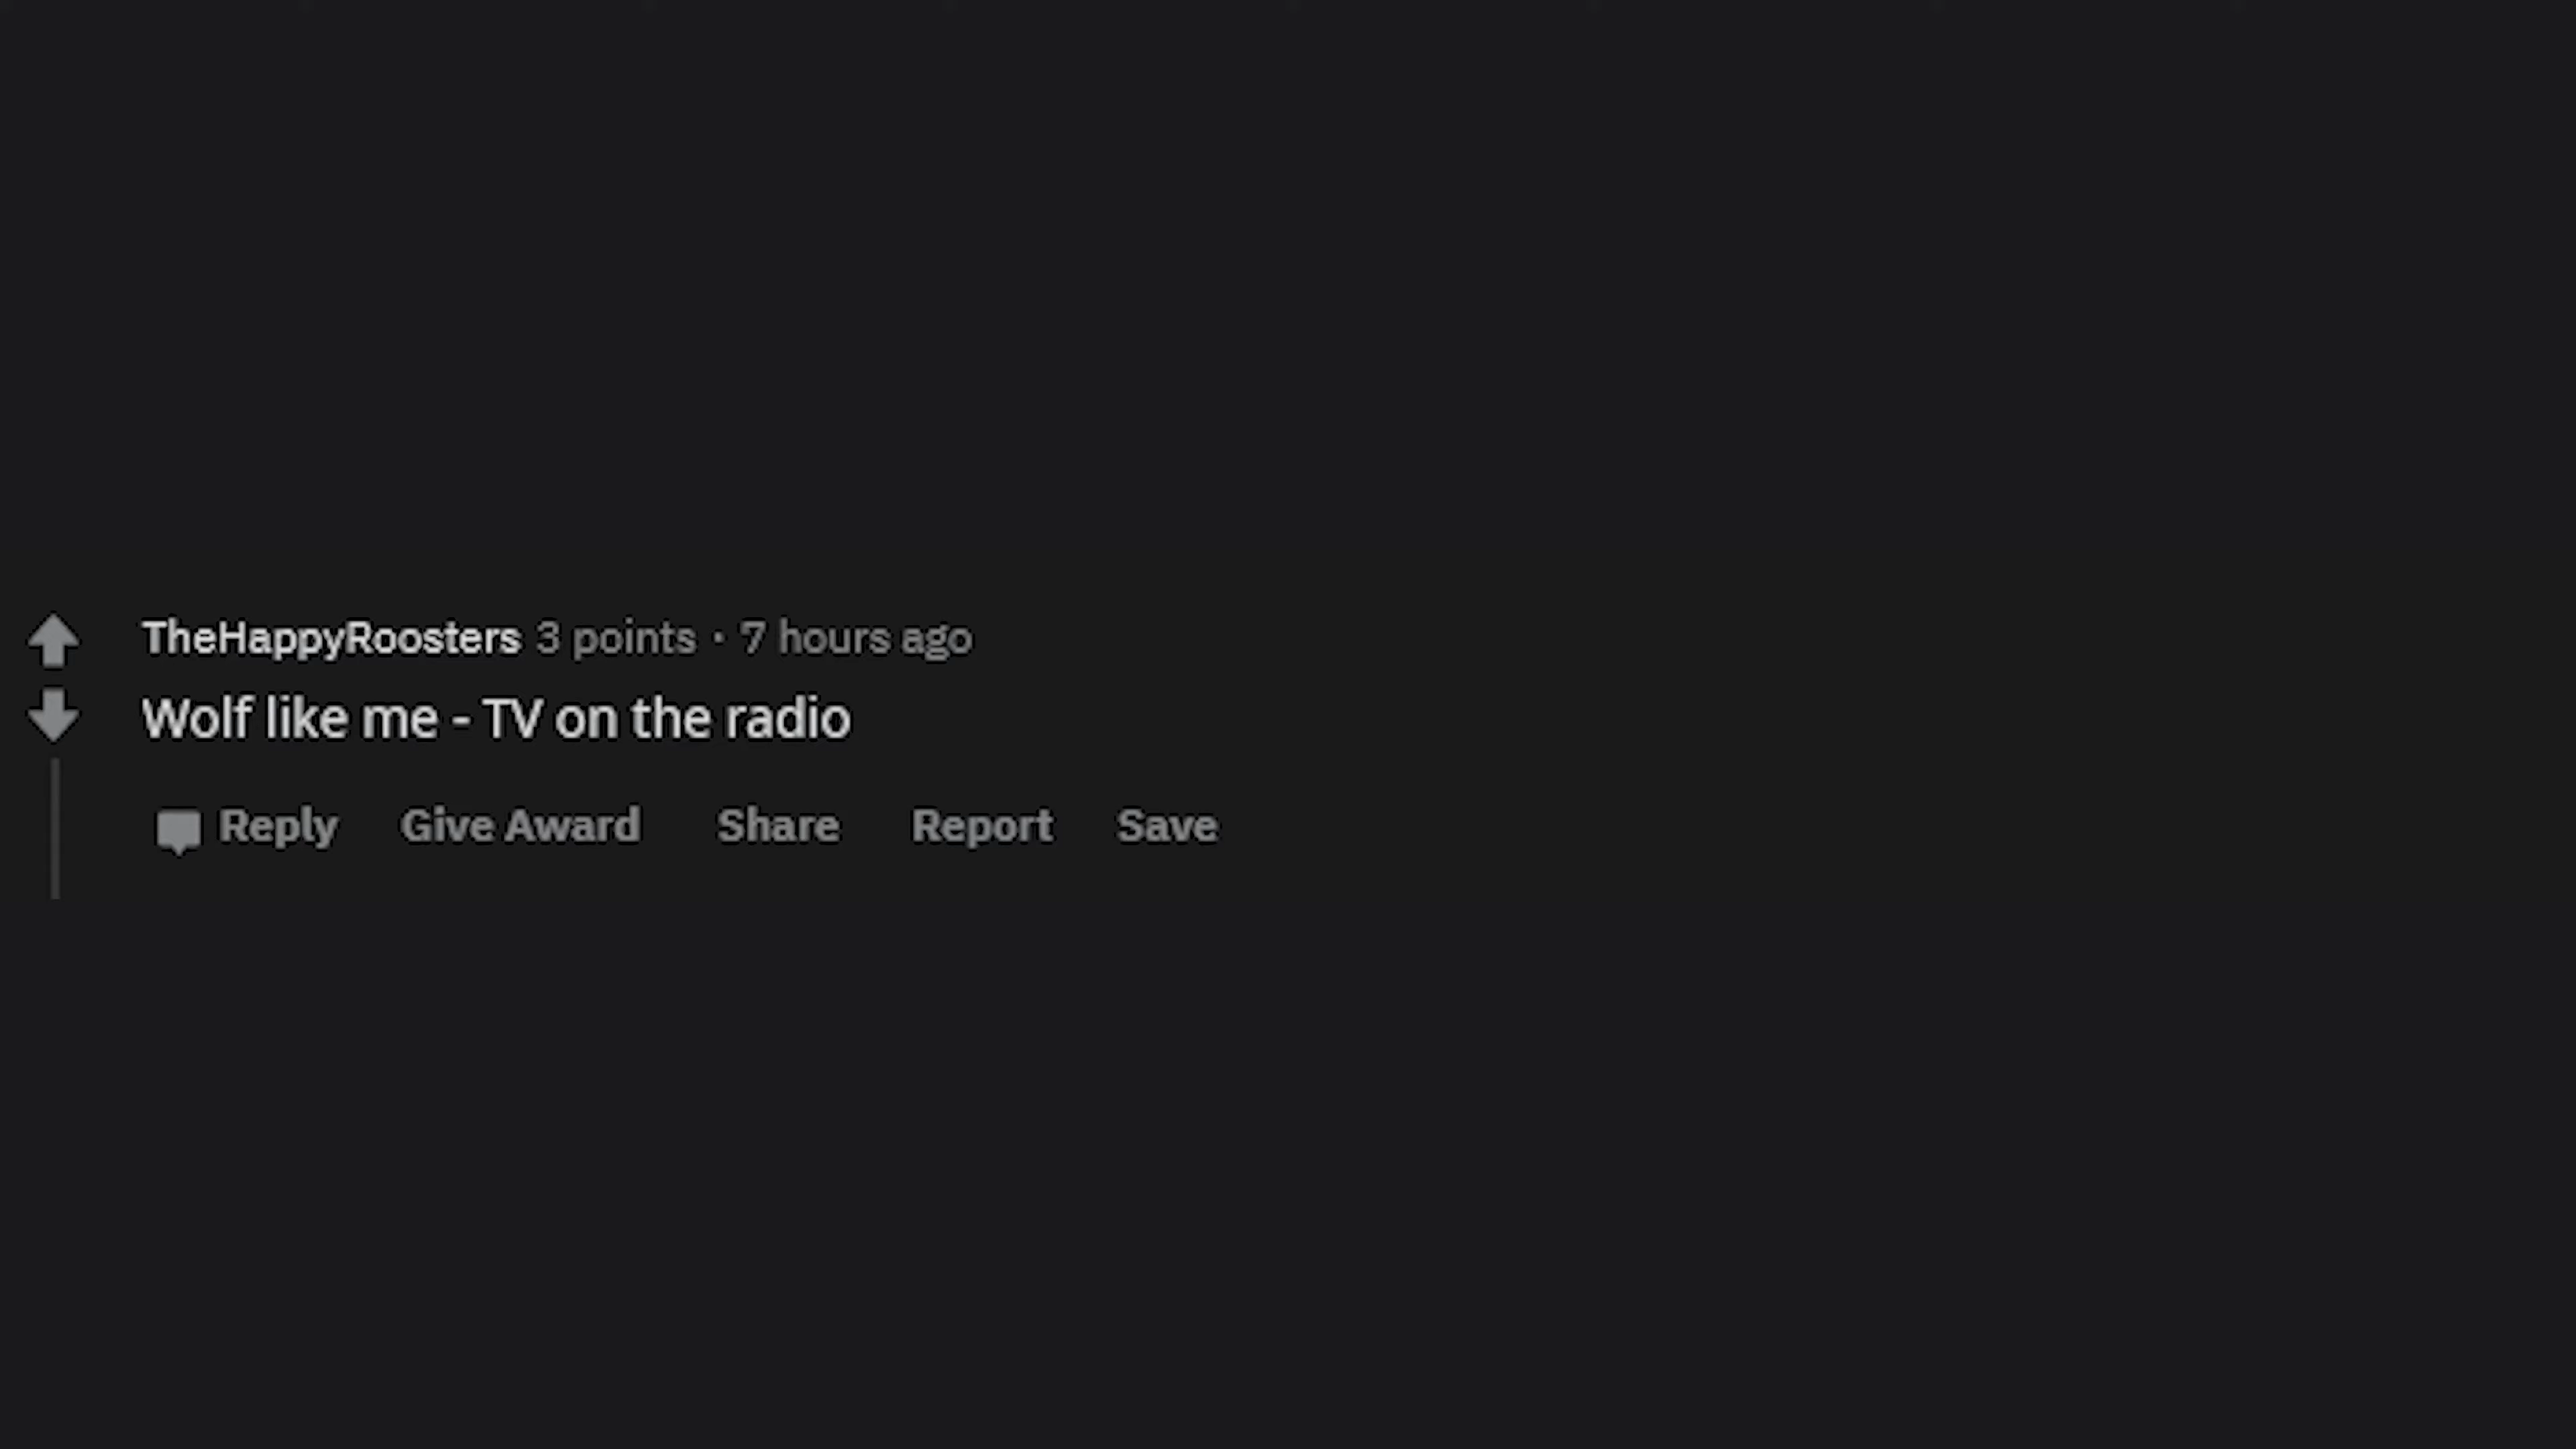 TheHappyRoosters 3 points · 7 hours ago
Wolf like me - TV on the radio
Reply Give Award Share Report Save